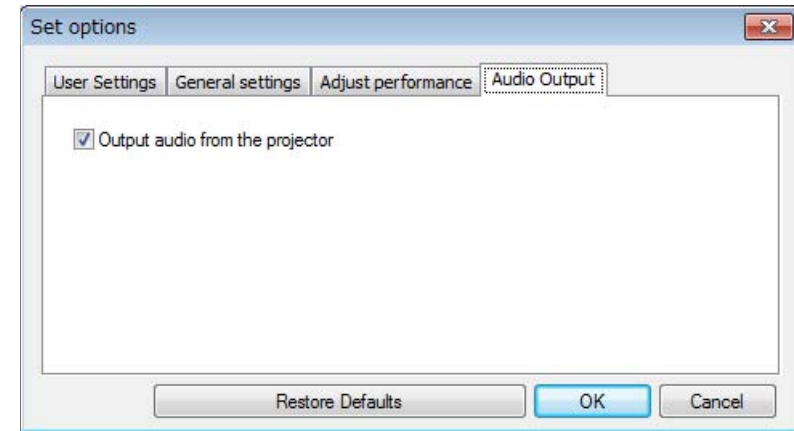 Set options
User Settings General settings Adjust performance Audio Output
Output audio from the projector
Restore Defaults OK Cancel